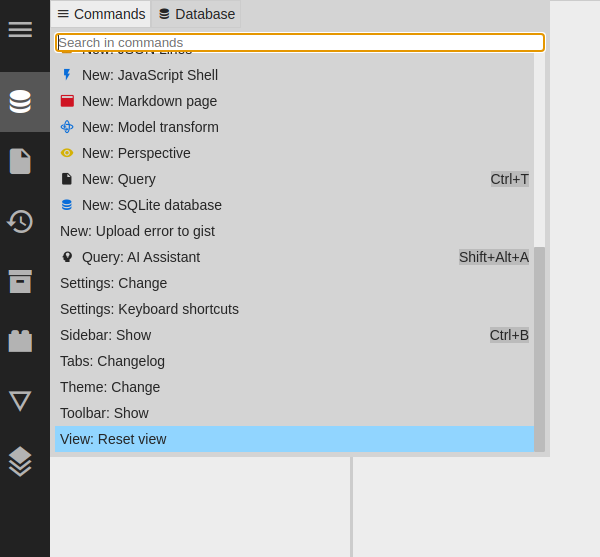 Commands Database
Search in commands
New: JSON Lines
New: JavaScript Shell
New: Markdown page
New: Model transform
New: Perspective
New: Query Ctrl+T
New: SQLite database
New: Upload error to gist
Query: AI Assistant Shift+Alt+A
Settings: Change
Settings: Keyboard shortcuts
Sidebar: Show Ctrl+B
Tabs: Changelog
Theme: Change
Toolbar: Show
View: Reset view